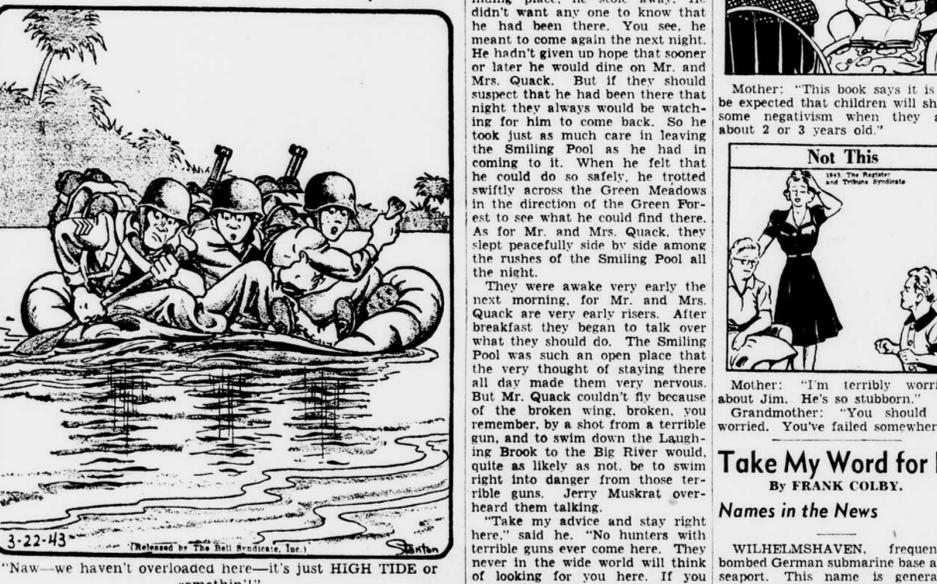 3-22-43
(Released by The Bell Syndicate, Inc.)
Stanton
"Naw—we haven't overloaded here—it's just HIGH TIDE or
somethin'!"
didn't want any one to know that
he had been there. You see, he
meant to come again the next night.
He hadn't given up hope that sooner
or later he would dine on Mr. and
Mrs. Quack. But if they should
suspect that he had been there that
night they always would be watch-
ing for him to come back. So he
took just as much care in leaving
the Smiling Pool as he had in
coming to it. When he felt that
he could do so safely, he trotted
swiftly across the Green Meadows
in the direction of the Green For-
est to see what he could find there.
As for Mr. and Mrs. Quack, they
slept peacefully side by side among
the rushes of the Smiling Pool all
the night.
They were awake very early the
next morning, for Mr. and Mrs.
Quack are very early risers. After
breakfast they began to talk over
what they should do. The Smiling
Pool was such an open place that
the very thought of staying there
all day made them very nervous.
But Mr. Quack couldn't fly because
of the broken wing, broken, you
remember, by a shot from a terrible
gun, and to swim down the Laugh-
ing Brook to the Big River would,
quite as likely as not, be to swim
right into danger from those ter-
rible guns. Jerry Muskrat over-
heard them talking.
"Take my advice and stay right
here," said he. "No hunters with
terrible guns ever come here. They
never in the wide world will think
of looking for you here. If you
Mother: "This book says it is
be expected that children will sh
some negativism when they a
about 2 or 3 years old."
Not This
1943, The Register
and Tribune Syndicate
Mother: "I'm terribly worri
about Jim. He's so stubborn."
Grandmother: "You should
worried. You've failed somewher
Take My Word for
By FRANK COLBY.
Names in the News
WILHELMSHAVEN, frequen
bombed German submarine base a
seaport. This name is gener